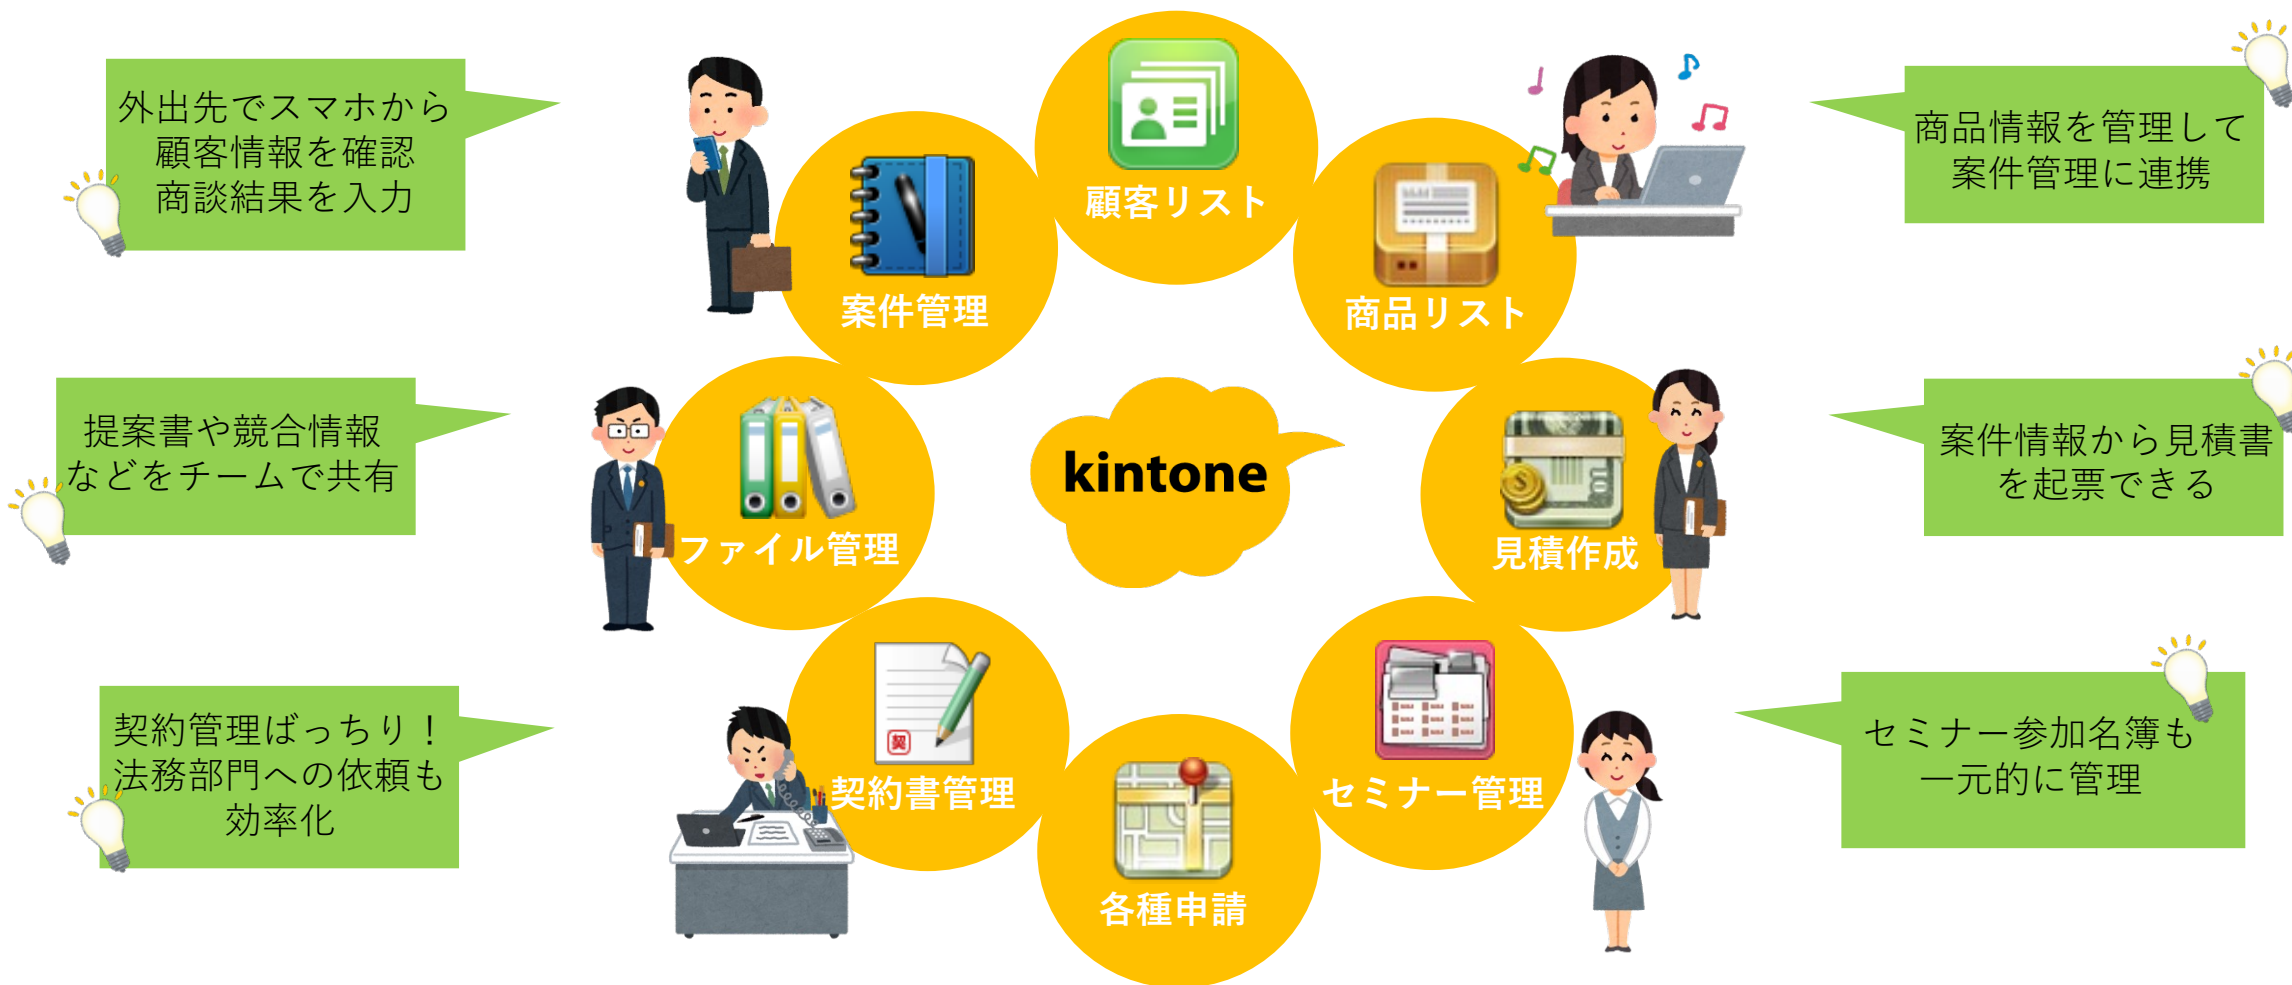 外出先でスマホから
顧客情報を確認
商談結果を入力
提案書や競合情報
などをチームで共有
契約管理ばっちり！
法務部門への依頼も
効率化
顧客リスト
案件管理
商品リスト
ファイル管理
kintone
見積作成
契
契約書管理
セミナー管理
各種申請
商品情報を管理して
案件管理に連携
案件情報から見積書
を起票できる
セミナー参加名簿も
一元的に管理